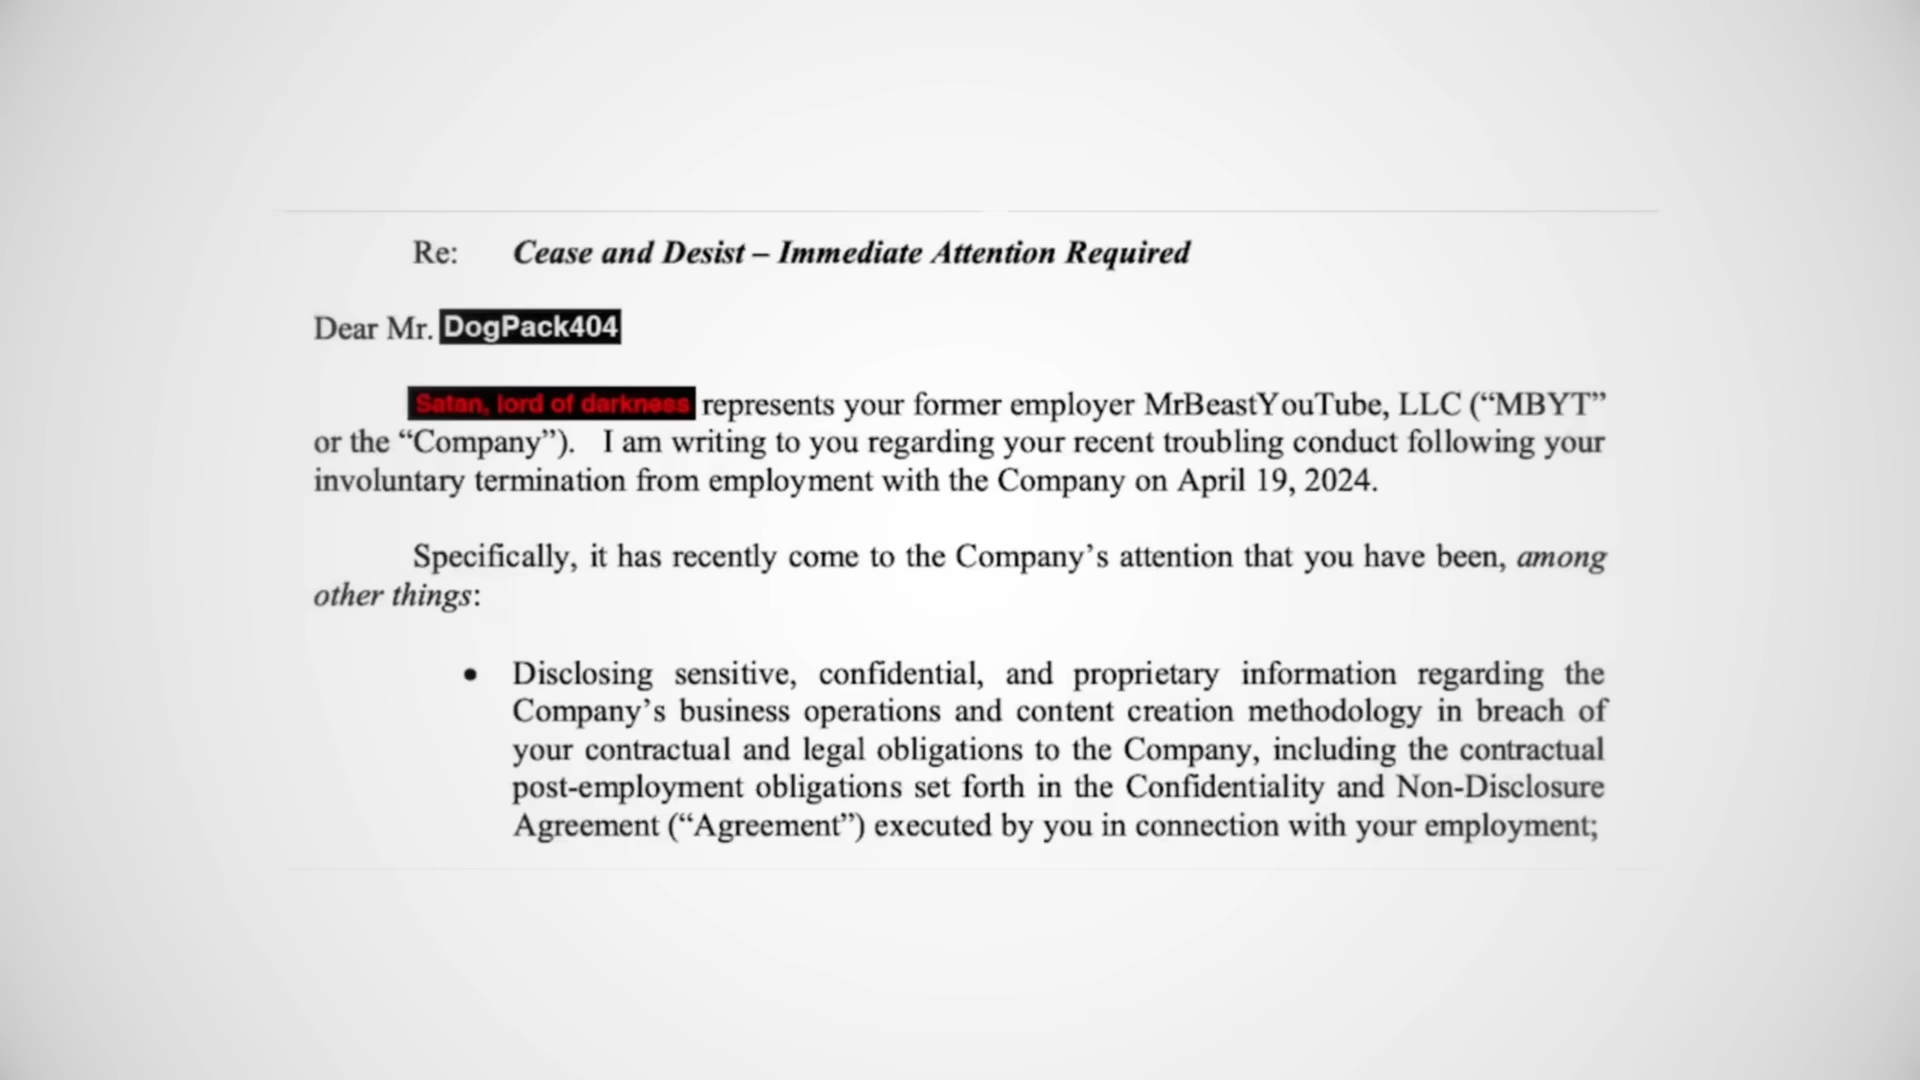 Re: Cease and Desist – Immediate Attention Required
Dear Mr. DogPack404
Satan, lord of darkness represents your former employer MrBeastYouTube, LLC (“MBYT”
or the “Company”). I am writing to you regarding your recent troubling conduct following your
involuntary termination from employment with the Company on April 19, 2024.
Specifically, it has recently come to the Company’s attention that you have been, among
other things:
• Disclosing sensitive, confidential, and proprietary information regarding the
Company’s business operations and content creation methodology in breach of
your contractual and legal obligations to the Company, including the contractual
post-employment obligations set forth in the Confidentiality and Non-Disclosure
Agreement (“Agreement”) executed by you in connection with your employment;